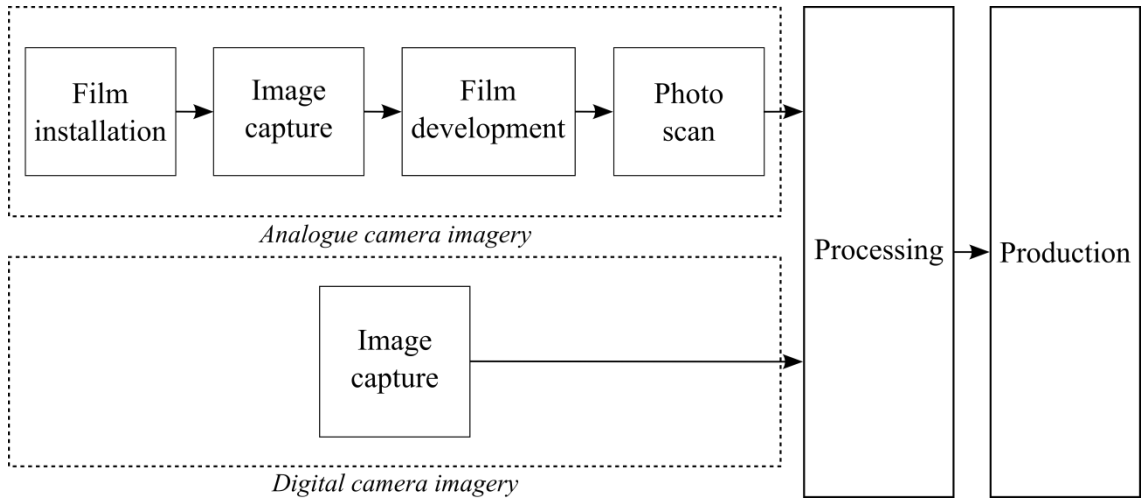 Film
installation
Image
capture
Film
development
Photo
scan
Analogue camera imagery
Image
capture
Digital camera imagery
Processing
Production